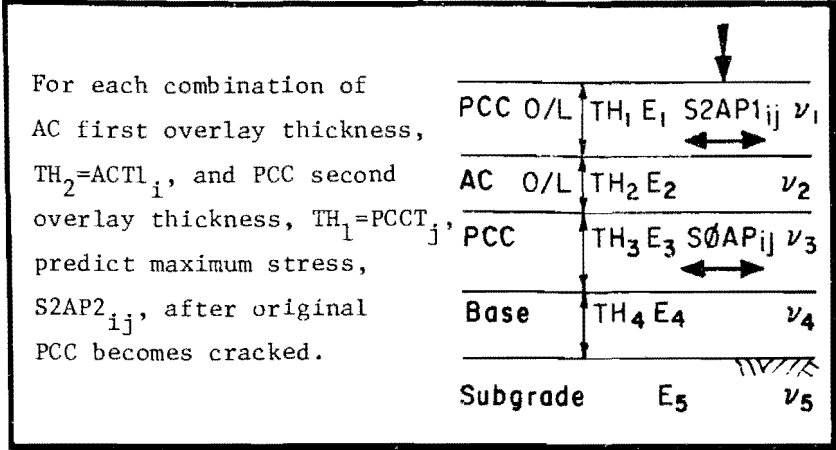 For each combination of
AC first overlay thickness,
TH₂=ACT1ᵢ, and PCC second
overlay thickness, TH₁=PCCTⱼ,
predict maximum stress,
S2AP2ᵢⱼ, after original
PCC becomes cracked.
PCC O/L TH₁ E₁ S2AP1ᵢⱼ ν₁
AC O/L TH₂ E₂ ν₂
PCC TH₃ E₃ SØAPᵢⱼ ν₃
Base TH₄ E₄ ν₄
Subgrade E₅ ν₅